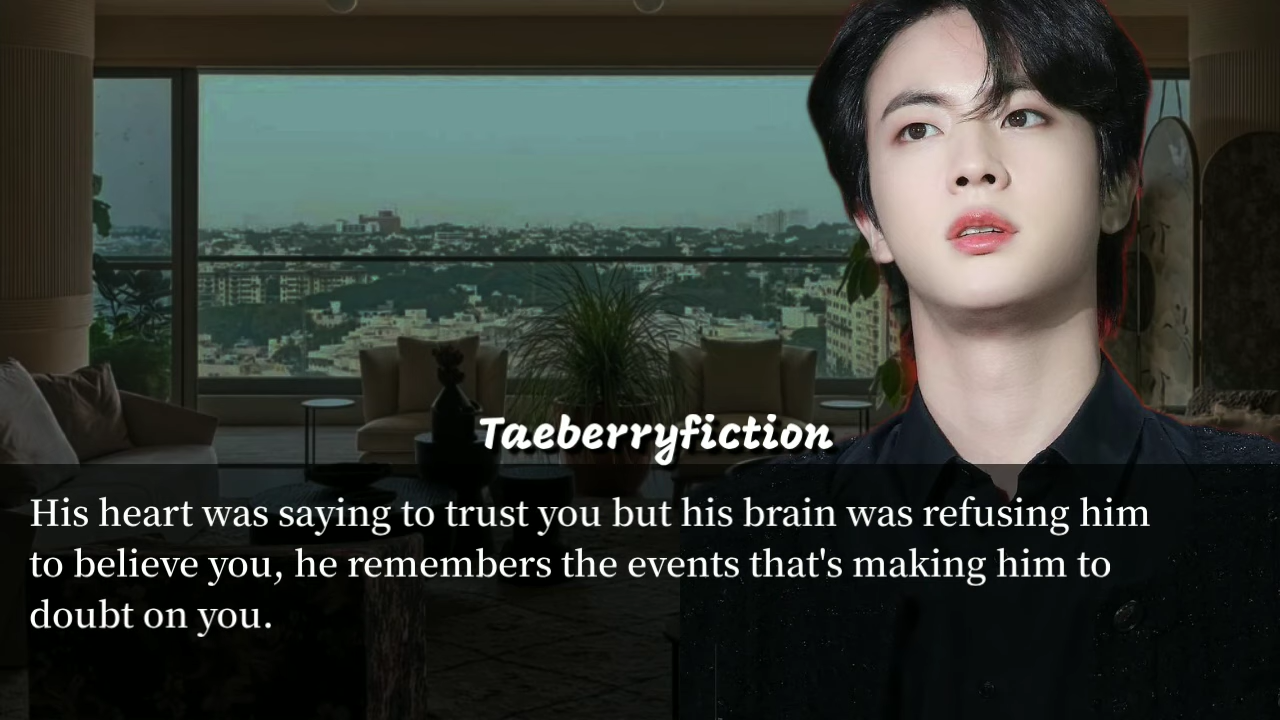 Taeberryfiction
His heart was saying to trust you but his brain was refusing him
to believe you, he remembers the events that's making him to
doubt on you.